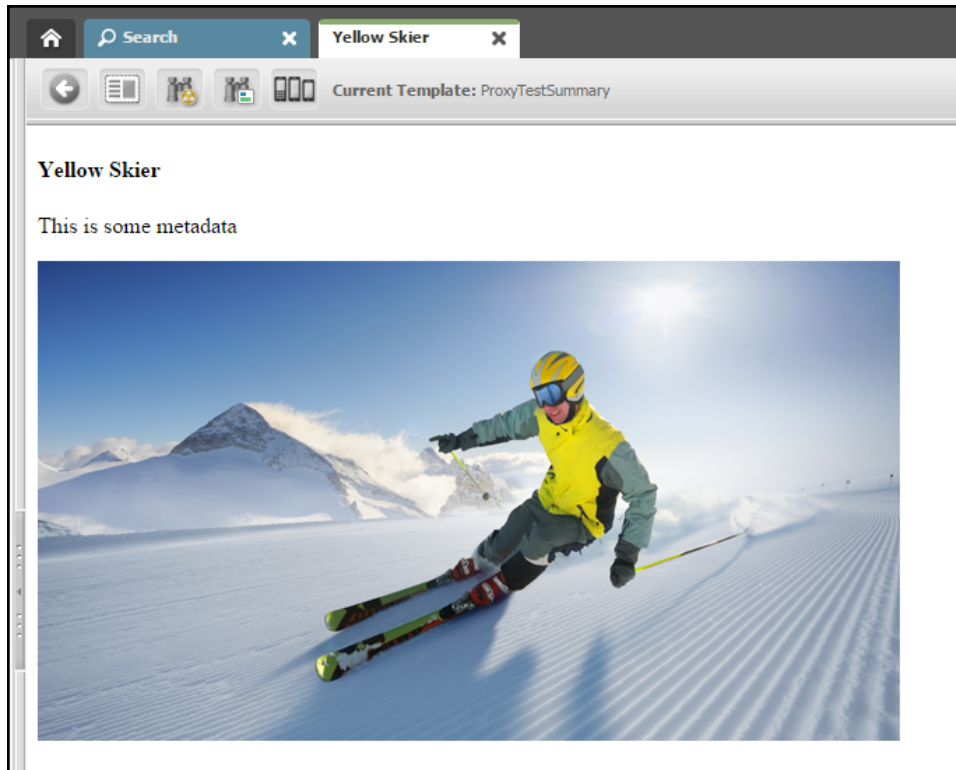 Search
Yellow Skier
Current Template: ProxyTestSummary
Yellow Skier
This is some metadata